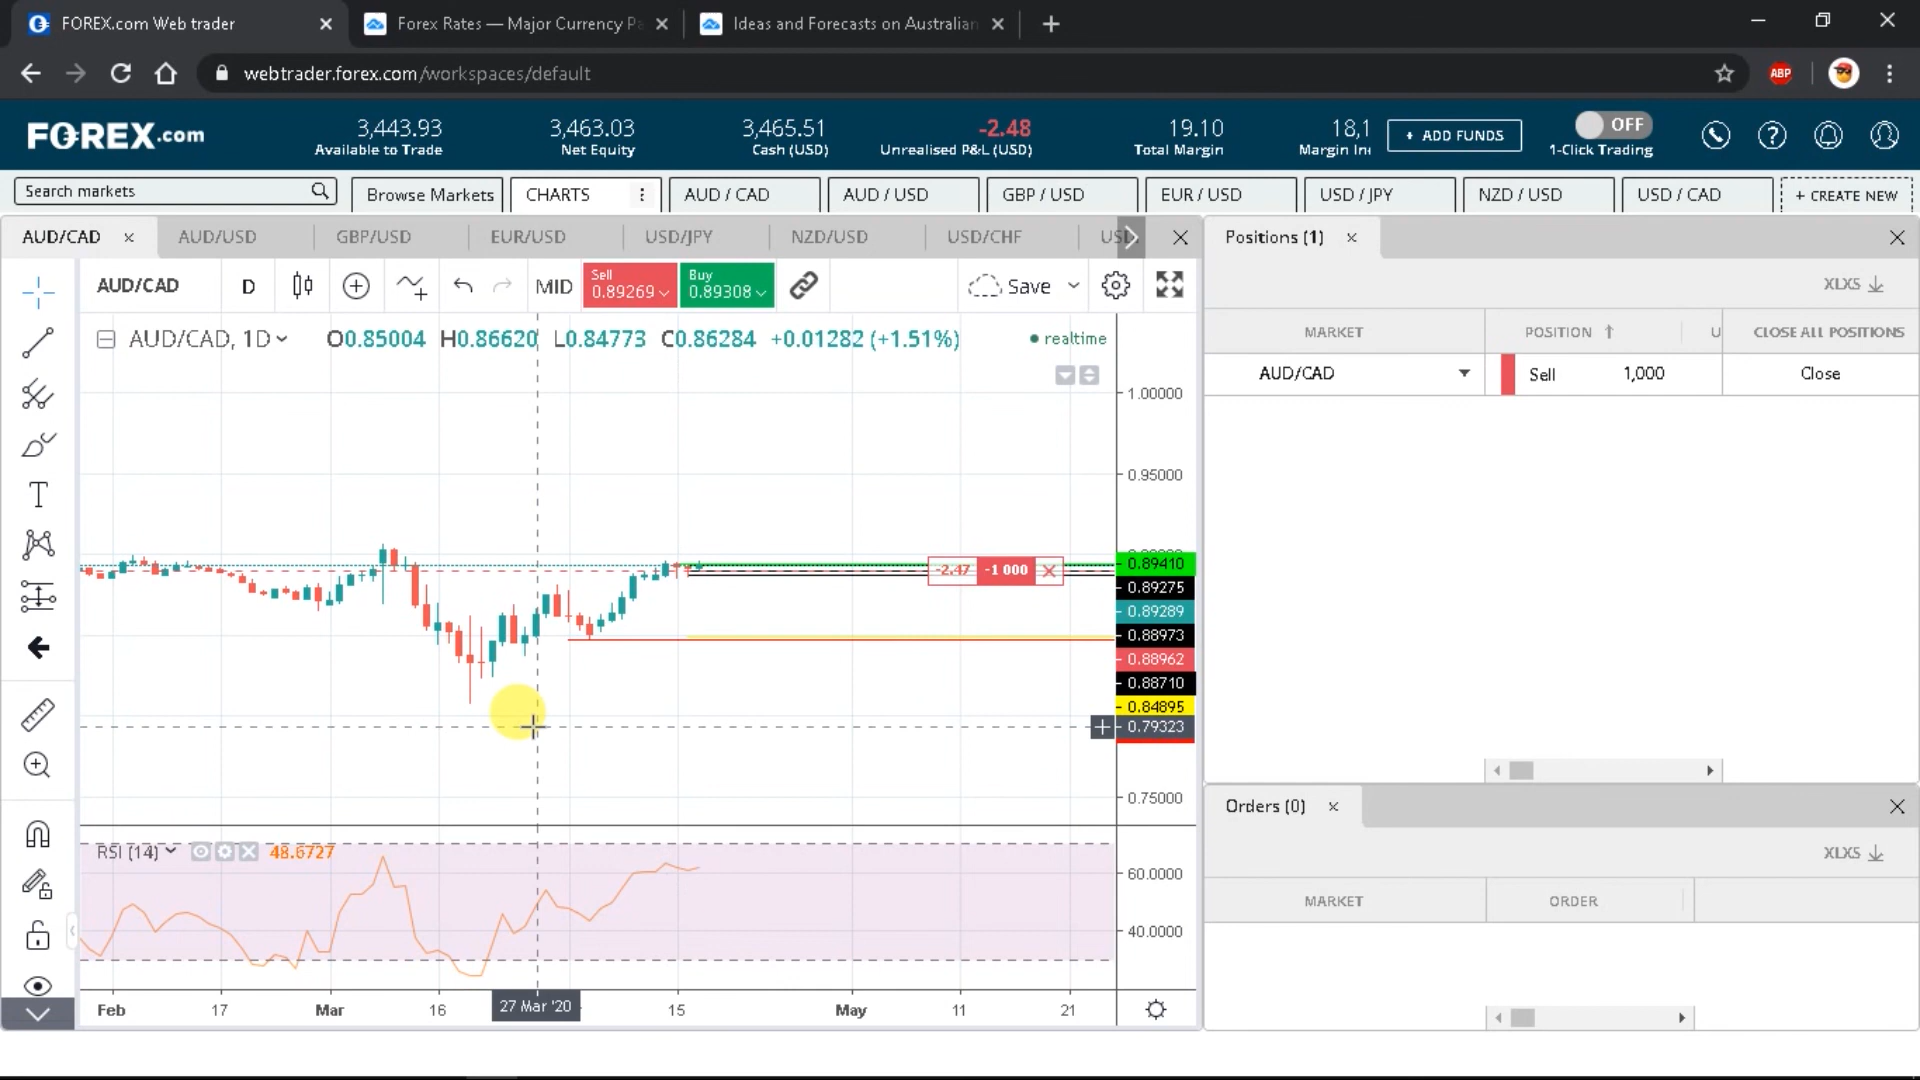 FOREX.com Web trader
Forex Rates — Major Currency Pa
Ideas and Forecasts on Australian
webtrader.forex.com/workspaces/default
ABP
FOREX.com
3,443.93
Available to Trade
3,463.03
Net Equity
3,465.51
Cash (USD)
-2.48
Unrealised P&L (USD)
19.10
Total Margin
18,1
Margin In
+ ADD FUNDS
OFF
1-Click Trading
Search markets
Browse Markets
CHARTS
AUD / CAD
AUD / USD
GBP / USD
EUR / USD
USD / JPY
NZD / USD
USD / CAD
+ CREATE NEW
AUD/CAD
AUD/USD
GBP/USD
EUR/USD
USD/JPY
NZD/USD
USD/CHF
US
Positions (1)
AUD/CAD
D
MID
Sell
0.89269
Buy
0.89308
Save
XLXS
AUD/CAD, 1D
O0.85004 H0.86620 L0.84773 C0.86284 +0.01282 (+1.51%)
realtime
MARKET
POSITION
U
CLOSE ALL POSITIONS
AUD/CAD
Sell
1,000
Close
1.00000
0.95000
-2.47
-1 000
0.89410
0.89275
0.89289
0.88973
0.88962
0.88710
0.84895
0.79323
0.75000
Orders (0)
RSI (14)
48.6727
60.0000
40.0000
XLXS
MARKET
ORDER
Feb
17
Mar
16
27 Mar '20
15
May
11
21